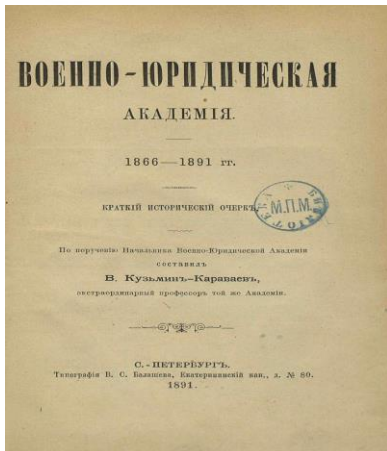 ВОЕННО-ЮРИДИЧЕСКАЯ
АКАДЕМІЯ.
1866—1891 гг.
КРАТКІЙ ИСТОРИЧЕСКІЙ ОЧЕРКЪ
БИБЛІОТЕКА
М.П.М.
По порученію Начальника Военно-Юридической Академіи
составилъ
В. Кузьминъ-Караваевъ,
экстраординарный профессоръ той же Академіи.
С.-ПЕТЕРБУРГЪ.
Типографія В. С. Балашева, Екатерининскій кан., д. № 80.
1891.